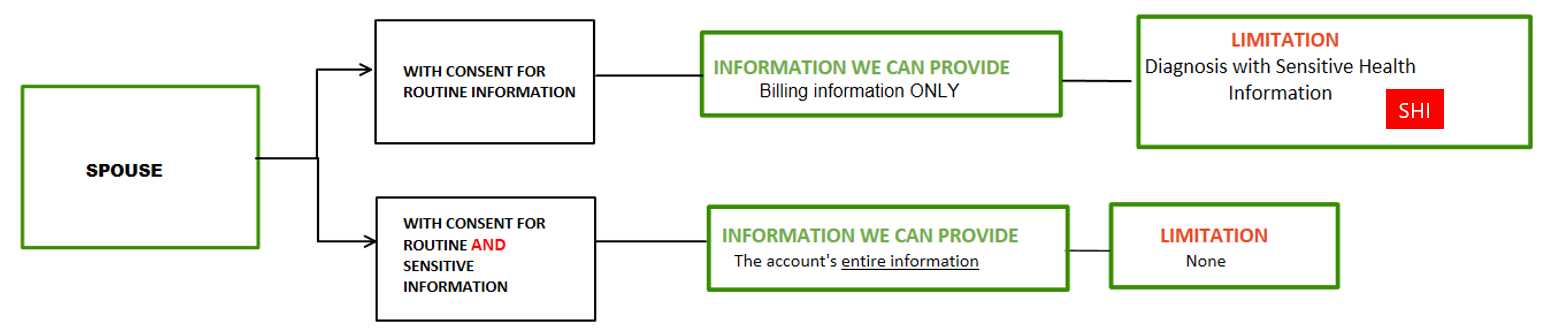 SPOUSE
WITH CONSENT FOR
ROUTINE INFORMATION
INFORMATION WE CAN PROVIDE
Billing information ONLY
LIMITATION
Diagnosis with Sensitive Health
Information
SHI
WITH CONSENT FOR
ROUTINE AND
SENSITIVE
INFORMATION
INFORMATION WE CAN PROVIDE
The account's entire information
LIMITATION
None